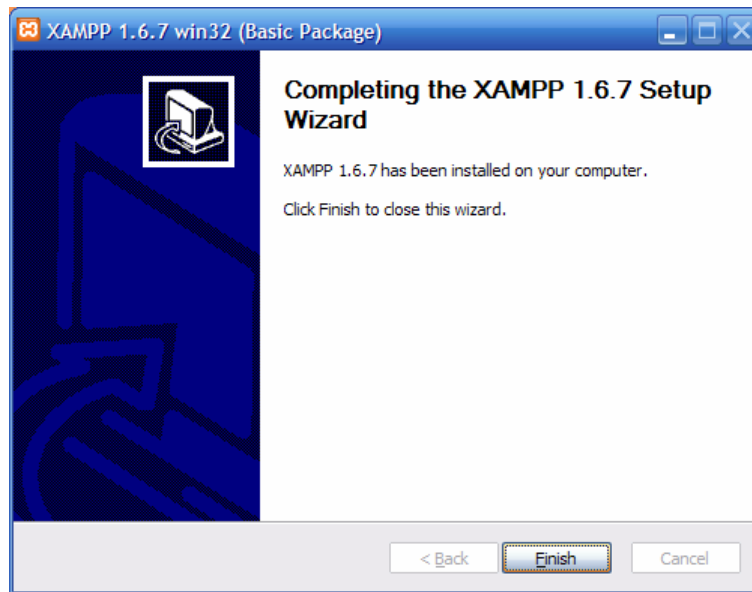 XAMPP 1.6.7 win32 (Basic Package)
Completing the XAMPP 1.6.7 Setup
Wizard
XAMPP 1.6.7 has been installed on your computer.
Click Finish to close this wizard.
< Back
Finish
Cancel